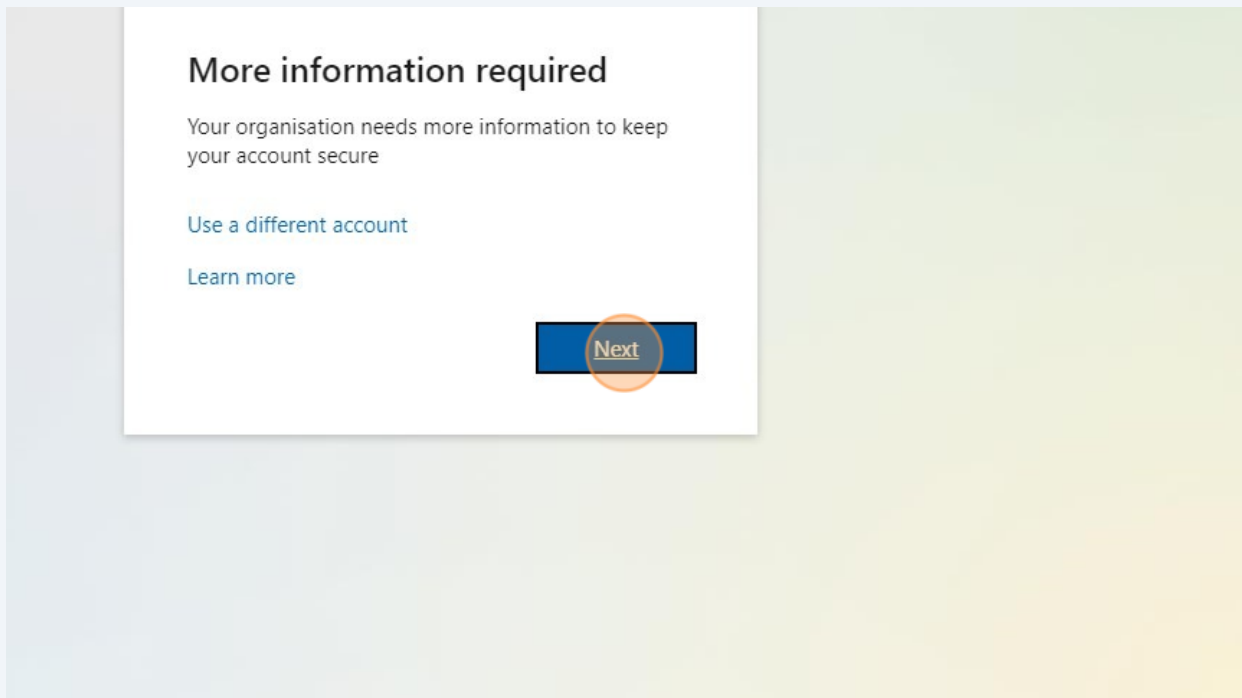 More information required
Your organisation needs more information to keep
your account secure
Use a different account
Learn more
Next